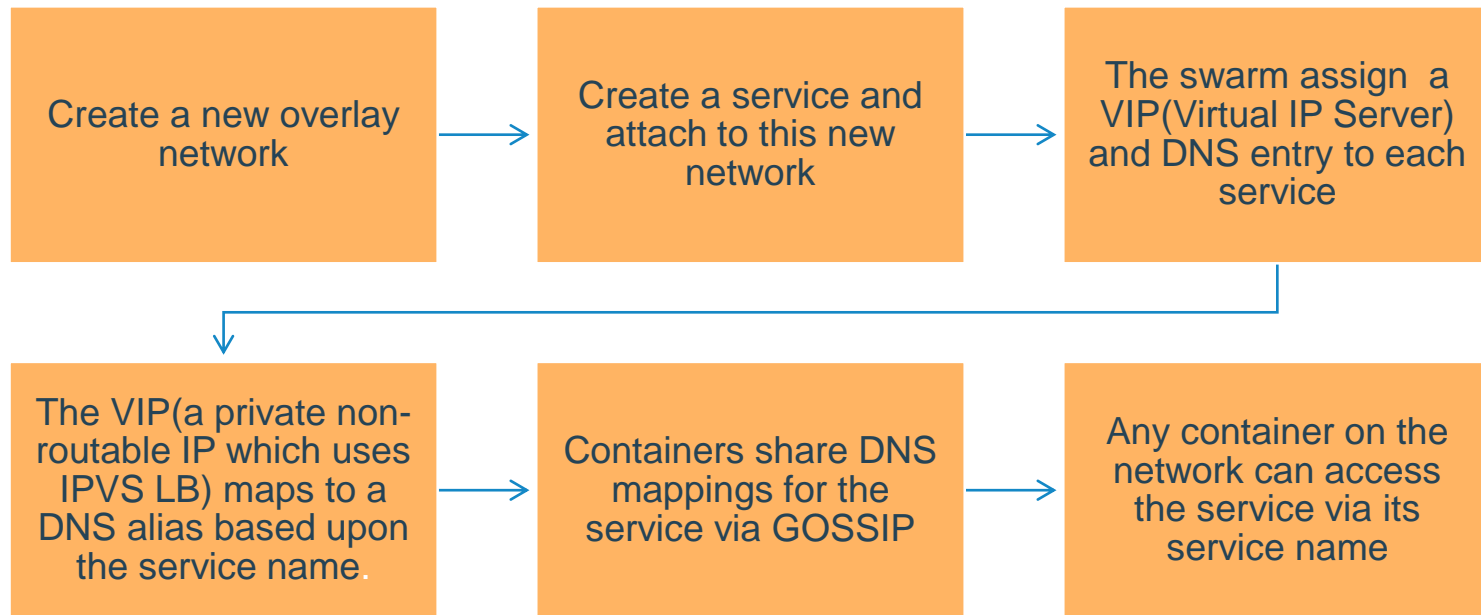 Create a new overlay
network
Create a service and
attach to this new
network
The swarm assign  a
VIP(Virtual IP Server)
and DNS entry to each
service
The VIP(a private non-
routable IP which uses
IPVS LB) maps to a
DNS alias based upon
the service name.
Containers share DNS
mappings for the
service via GOSSIP
Any container on the
network can access
the service via its
service name